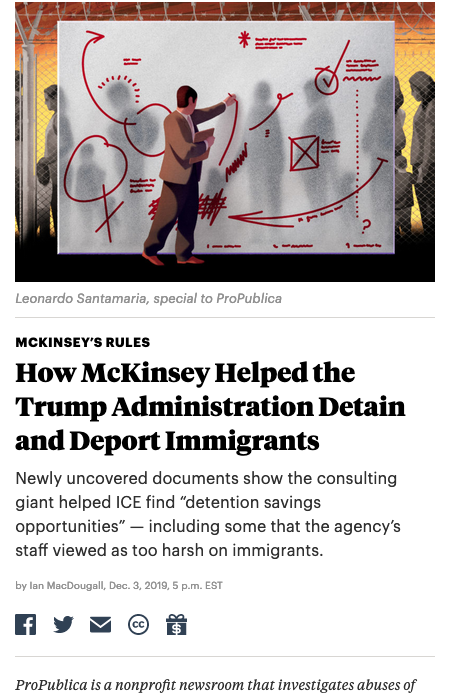 Leonardo Santamaria, special to ProPublica
MCKINSEY'S RULES
How McKinsey Helped the
Trump Administration Detain
and Deport Immigrants
Newly uncovered documents show the consulting
giant helped ICE find “detention savings
opportunities” — including some that the agency’s
staff viewed as too harsh on immigrants.
by Ian MacDougall, Dec. 3, 2019, 5 p.m. EST
ProPublica is a nonprofit newsroom that investigates abuses of